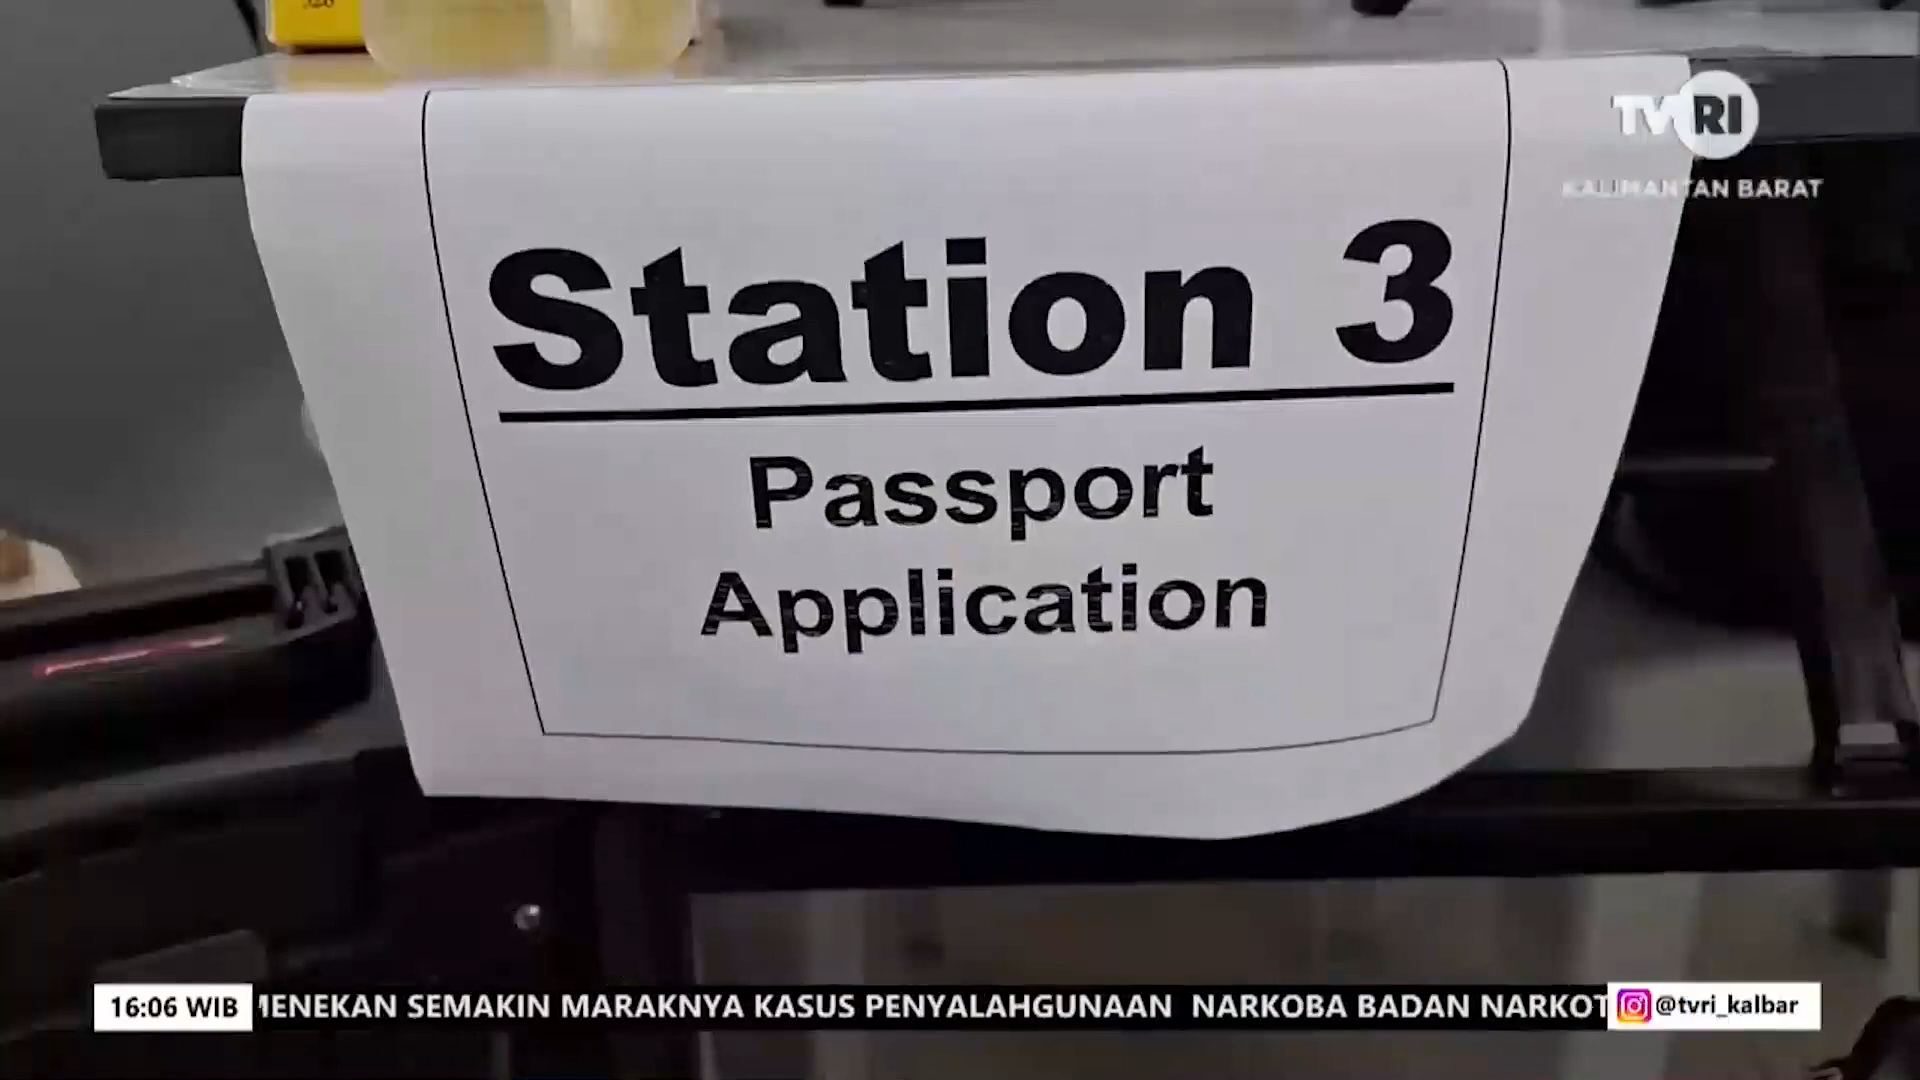 TVRI
KALIMANTAN BARAT
Station 3
Passport
Application
16:06 WIB
MENEKAN SEMAKIN MARAKNYA KASUS PENYALAHGUNAAN NARKOBA BADAN NARKOT
@tvri_kalbar